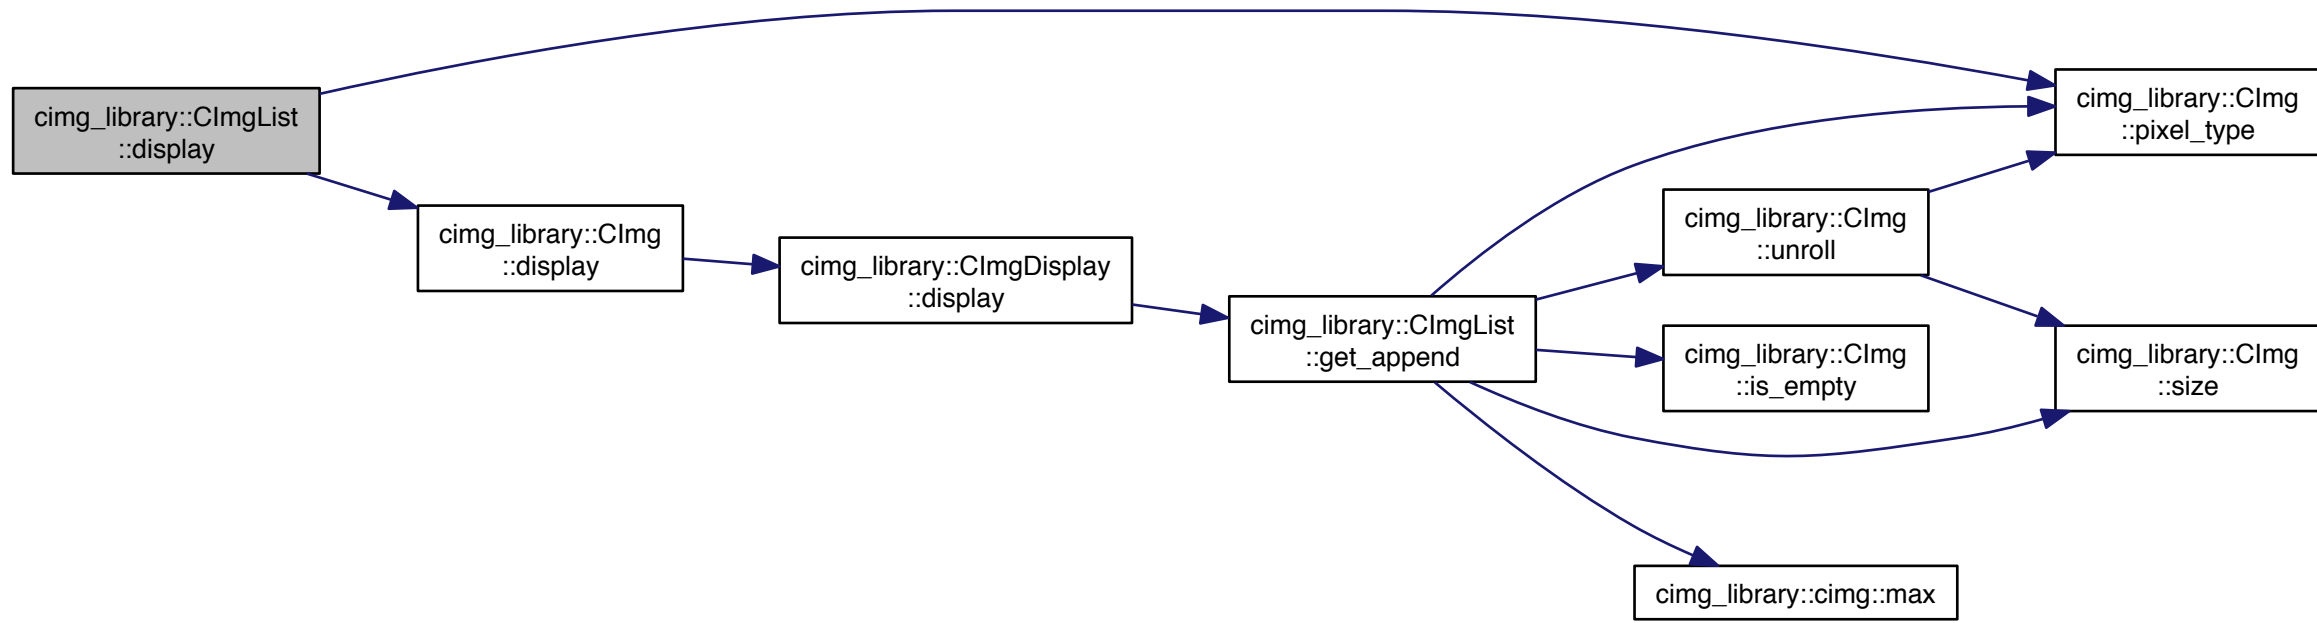 cimg_library::CImgList
::display
cimg_library::CImg
::display
cimg_library::CImgDisplay
::display
cimg_library::CImgList
::get_append
cimg_library::CImg
::pixel_type
cimg_library::CImg
::unroll
cimg_library::CImg
::is_empty
cimg_library::CImg
::size
cimg_library::cimg::max